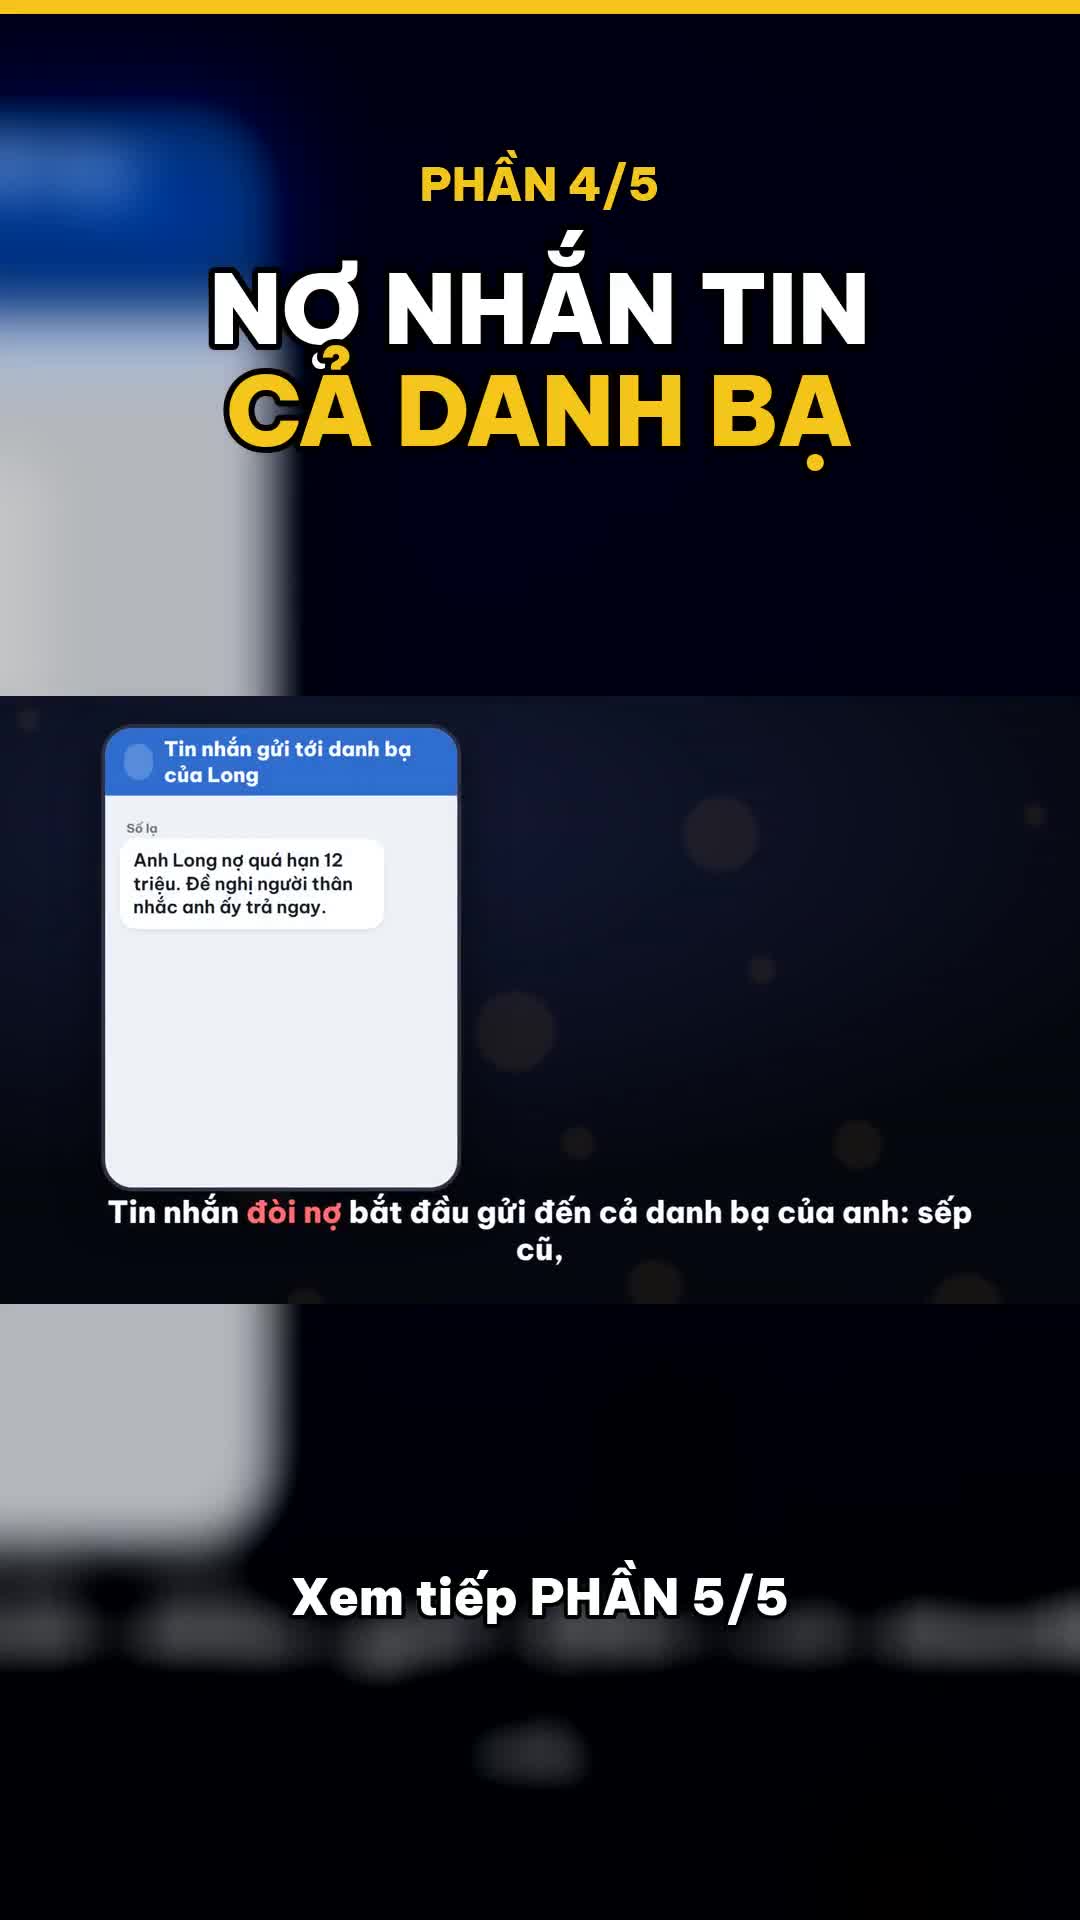 PHẦN 4/5
NỢ NHẮN TIN
CẢ DANH BẠ
Tin nhắn gửi tới danh bạ
của Long
Số lạ
Anh Long nợ quá hạn 12
triệu. Đề nghị người thân
nhắc anh ấy trả ngay.
Tin nhắn đòi nợ bắt đầu gửi đến cả danh bạ của anh: sếp
cũ,
Xem tiếp PHẦN 5/5